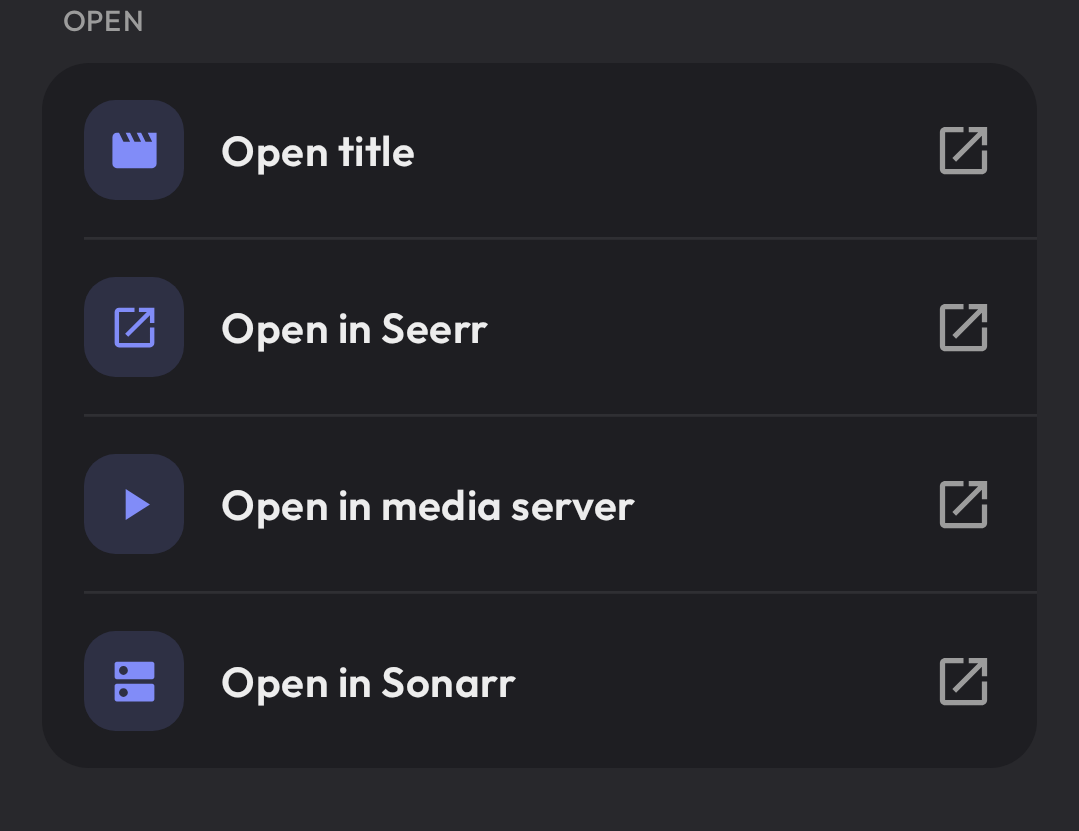 OPEN
Open title
Open in Seerr
Open in media server
Open in Sonarr